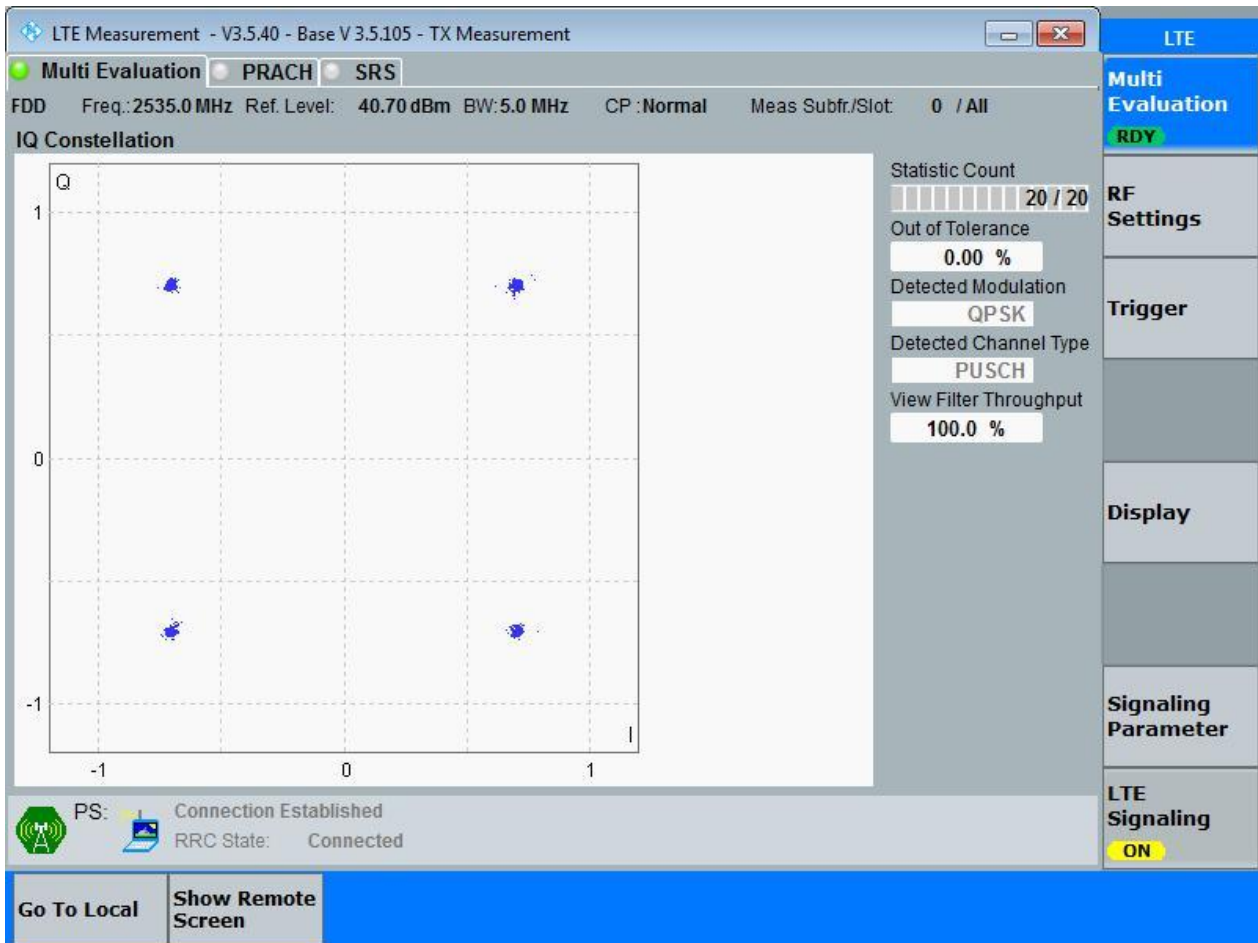 LTE Measurement - V3.5.40 - Base V 3.5.105 - TX Measurement
LTE
Multi Evaluation PRACH SRS
Multi
Evaluation
RDY
FDD Freq.: 2535.0 MHz Ref. Level: 40.70 dBm BW: 5.0 MHz CP : Normal Meas Subfr./Slot: 0 / All
IQ Constellation
Q
1
0
-1
I
-1 0 1
Statistic Count
20 / 20
Out of Tolerance
0.00 %
Detected Modulation
QPSK
Detected Channel Type
PUSCH
View Filter Throughput
100.0 %
RF
Settings
Trigger
Display
Signaling
Parameter
LTE
Signaling
ON
PS: Connection Established
RRC State: Connected
Go To Local
Show Remote
Screen